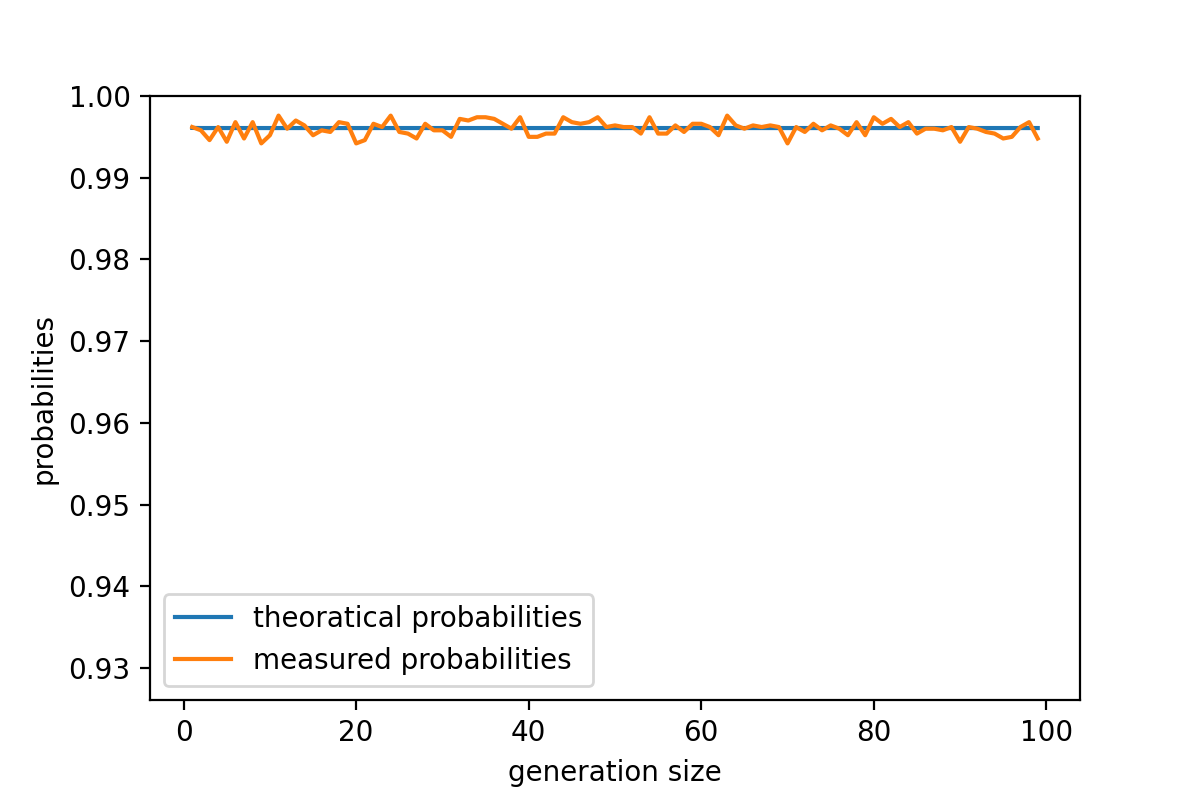 1.00
0.99
0.98
0.97
0.96
0.95
0.94
0.93
probabilities
theoratical probabilities
measured probabilities
0 20 40 60 80 100
generation size